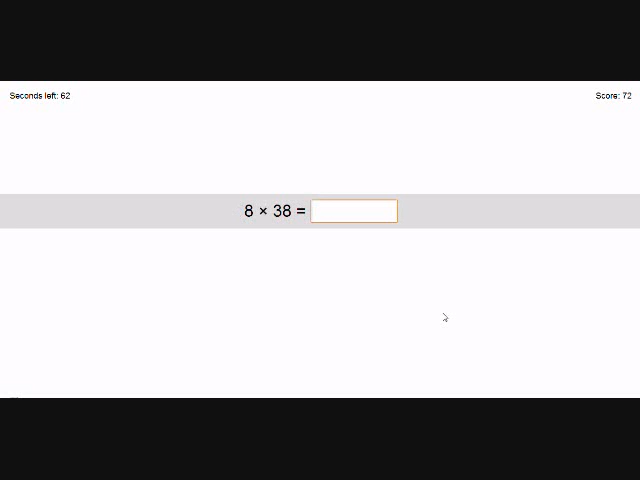 Seconds left: 62
Score: 72
8 × 38 =